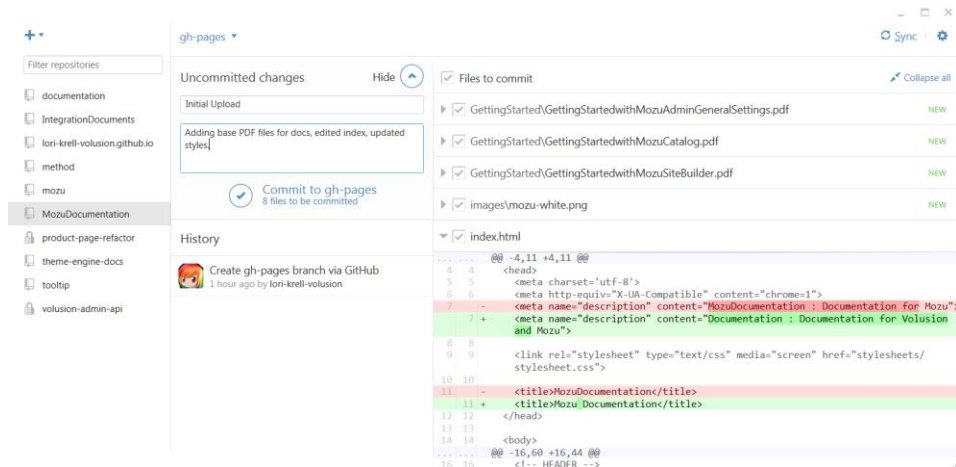 gh-pages
Sync
Filter repositories
documentation
IntegrationDocuments
lori-krell-volusion.github.io
method
mozu
MozuDocumentation
product-page-refactor
theme-engine-docs
tooltip
volusion-admin-api
Uncommitted changes
Hide
Initial Upload
Adding base PDF files for docs, edited index, updated
styles.
Commit to gh-pages
8 files to be committed
History
Create gh-pages branch via GitHub
1 hour ago by lori-krell-volusion
Files to commit
Collapse all
GettingStarted\GettingStartedwithMozuAdminGeneralSettings.pdf NEW
GettingStarted\GettingStartedwithMozuCatalog.pdf NEW
GettingStarted\GettingStartedwithMozuSiteBuilder.pdf NEW
images\mozu-white.png NEW
index.html
... ... @@ -4,11 +4,11 @@
4 4 <head>
5 5 <meta charset='utf-8'>
6 6 <meta http-equiv="X-UA-Compatible" content="chrome=1">
7 - <meta name="description" content="MozuDocumentation : Documentation for Mozu">
7 + <meta name="description" content="Documentation : Documentation for Volusion
and Mozu">
8 8
9 9 <link rel="stylesheet" type="text/css" media="screen" href="stylesheets/
stylesheet.css">
10 10
11 - <title>MozuDocumentation</title>
11 + <title>Mozu Documentation</title>
12 12 </head>
13 13
14 14 <body>
... ... @@ -16,60 +16,44 @@
16 16 <!-- HEADER -->